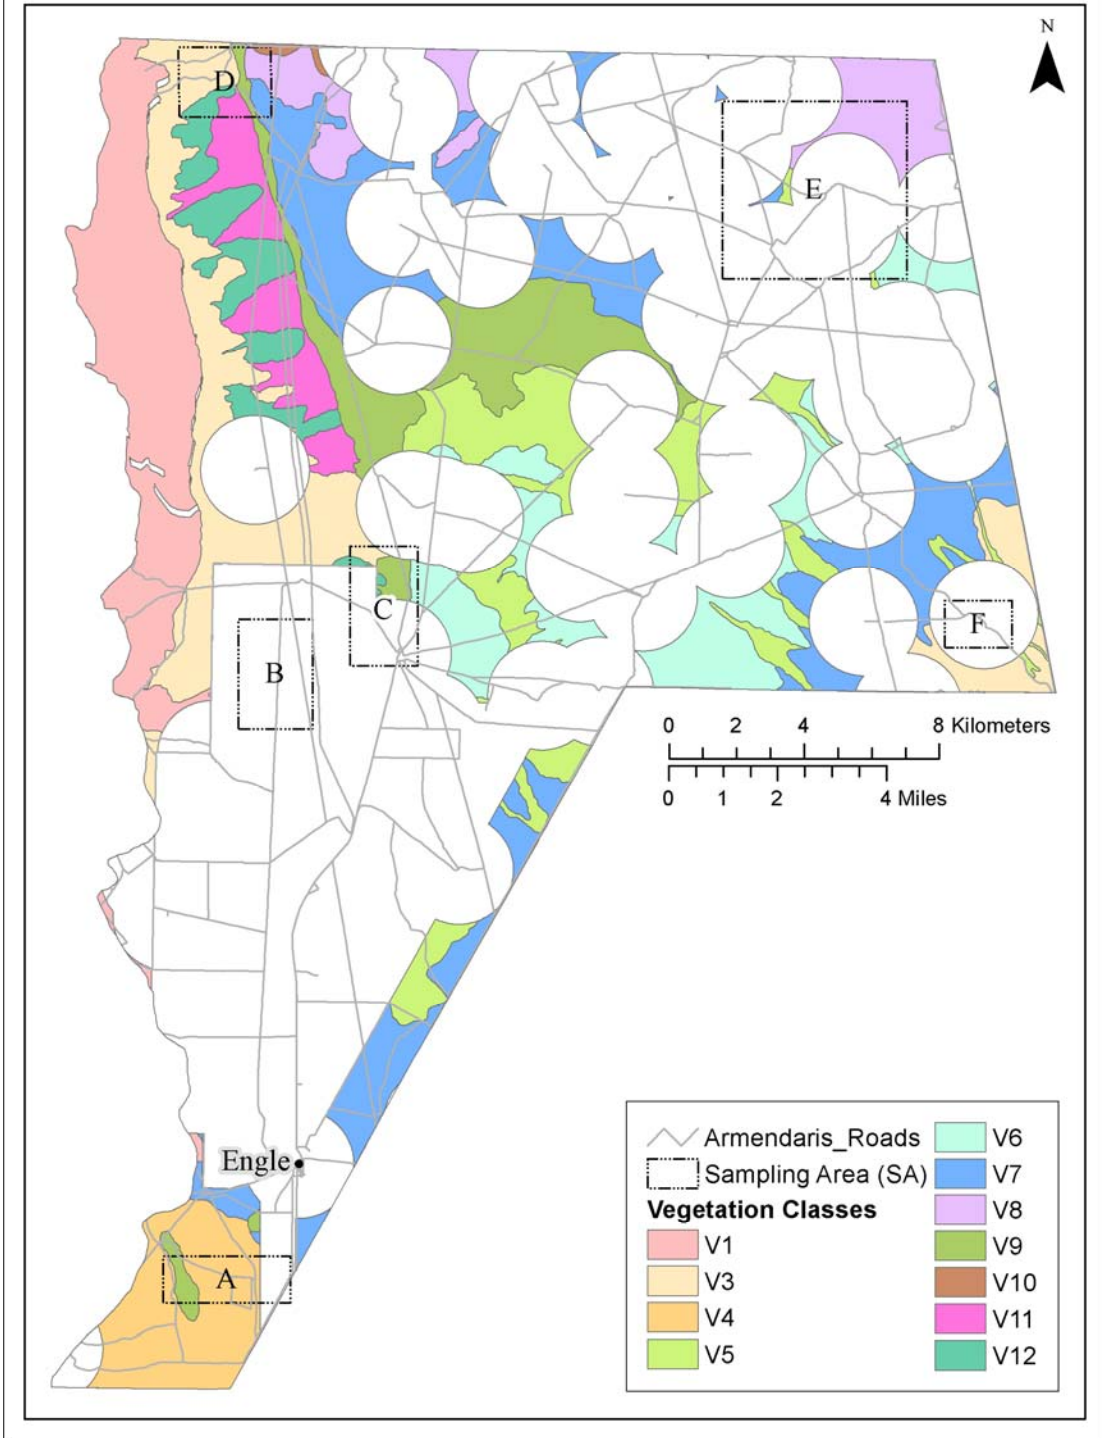 N
D
E
C
F
B
0 2 4 8 Kilometers
0 1 2 4 Miles
Engle
A
Armendaris_Roads
Sampling Area (SA)
Vegetation Classes
V1
V3
V4
V5
V6
V7
V8
V9
V10
V11
V12